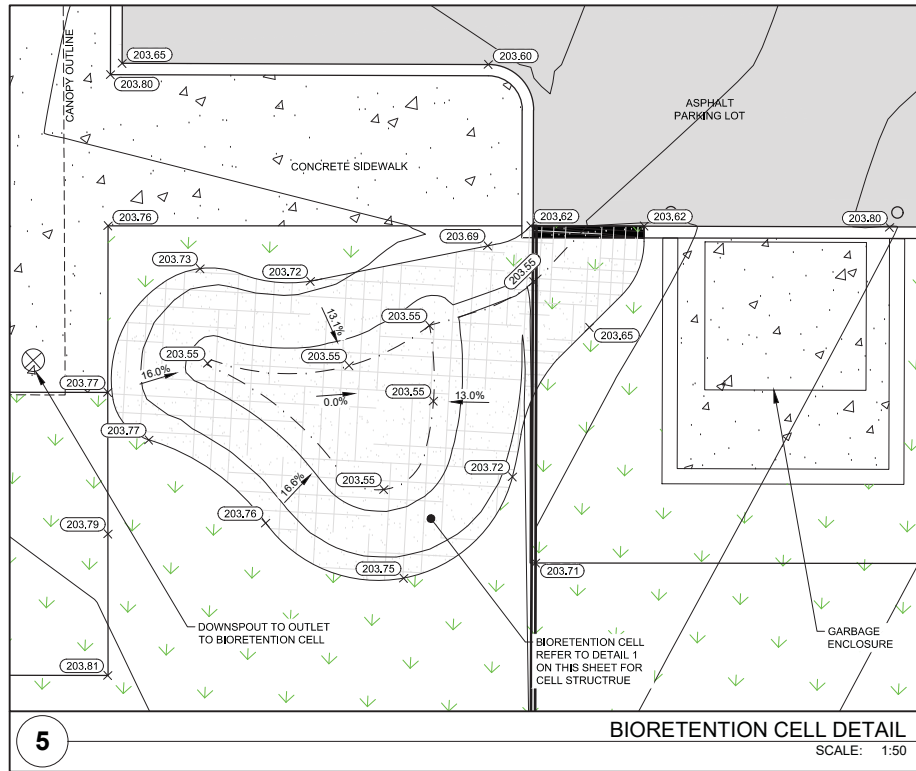 203.65
203.60
203.80
CANOPY OUTLINE
ASPHALT
PARKING LOT
CONCRETE SIDEWALK
203.76
203.62
203.62
203.80
203.69
203.73
203.72
203.55
203.55
13.1%
203.65
203.55
203.55
16.0%
203.77
0.0%
203.55
13.0%
203.77
203.72
16.6%
203.55
203.76
203.79
203.71
203.75
DOWNSPOUT TO OUTLET
TO BIORETENTION CELL
BIORETENTION CELL
REFER TO DETAIL 1
ON THIS SHEET FOR
CELL STRUCTRUE
GARBAGE
ENCLOSURE
203.81
5
BIORETENTION CELL DETAIL
SCALE: 1:50